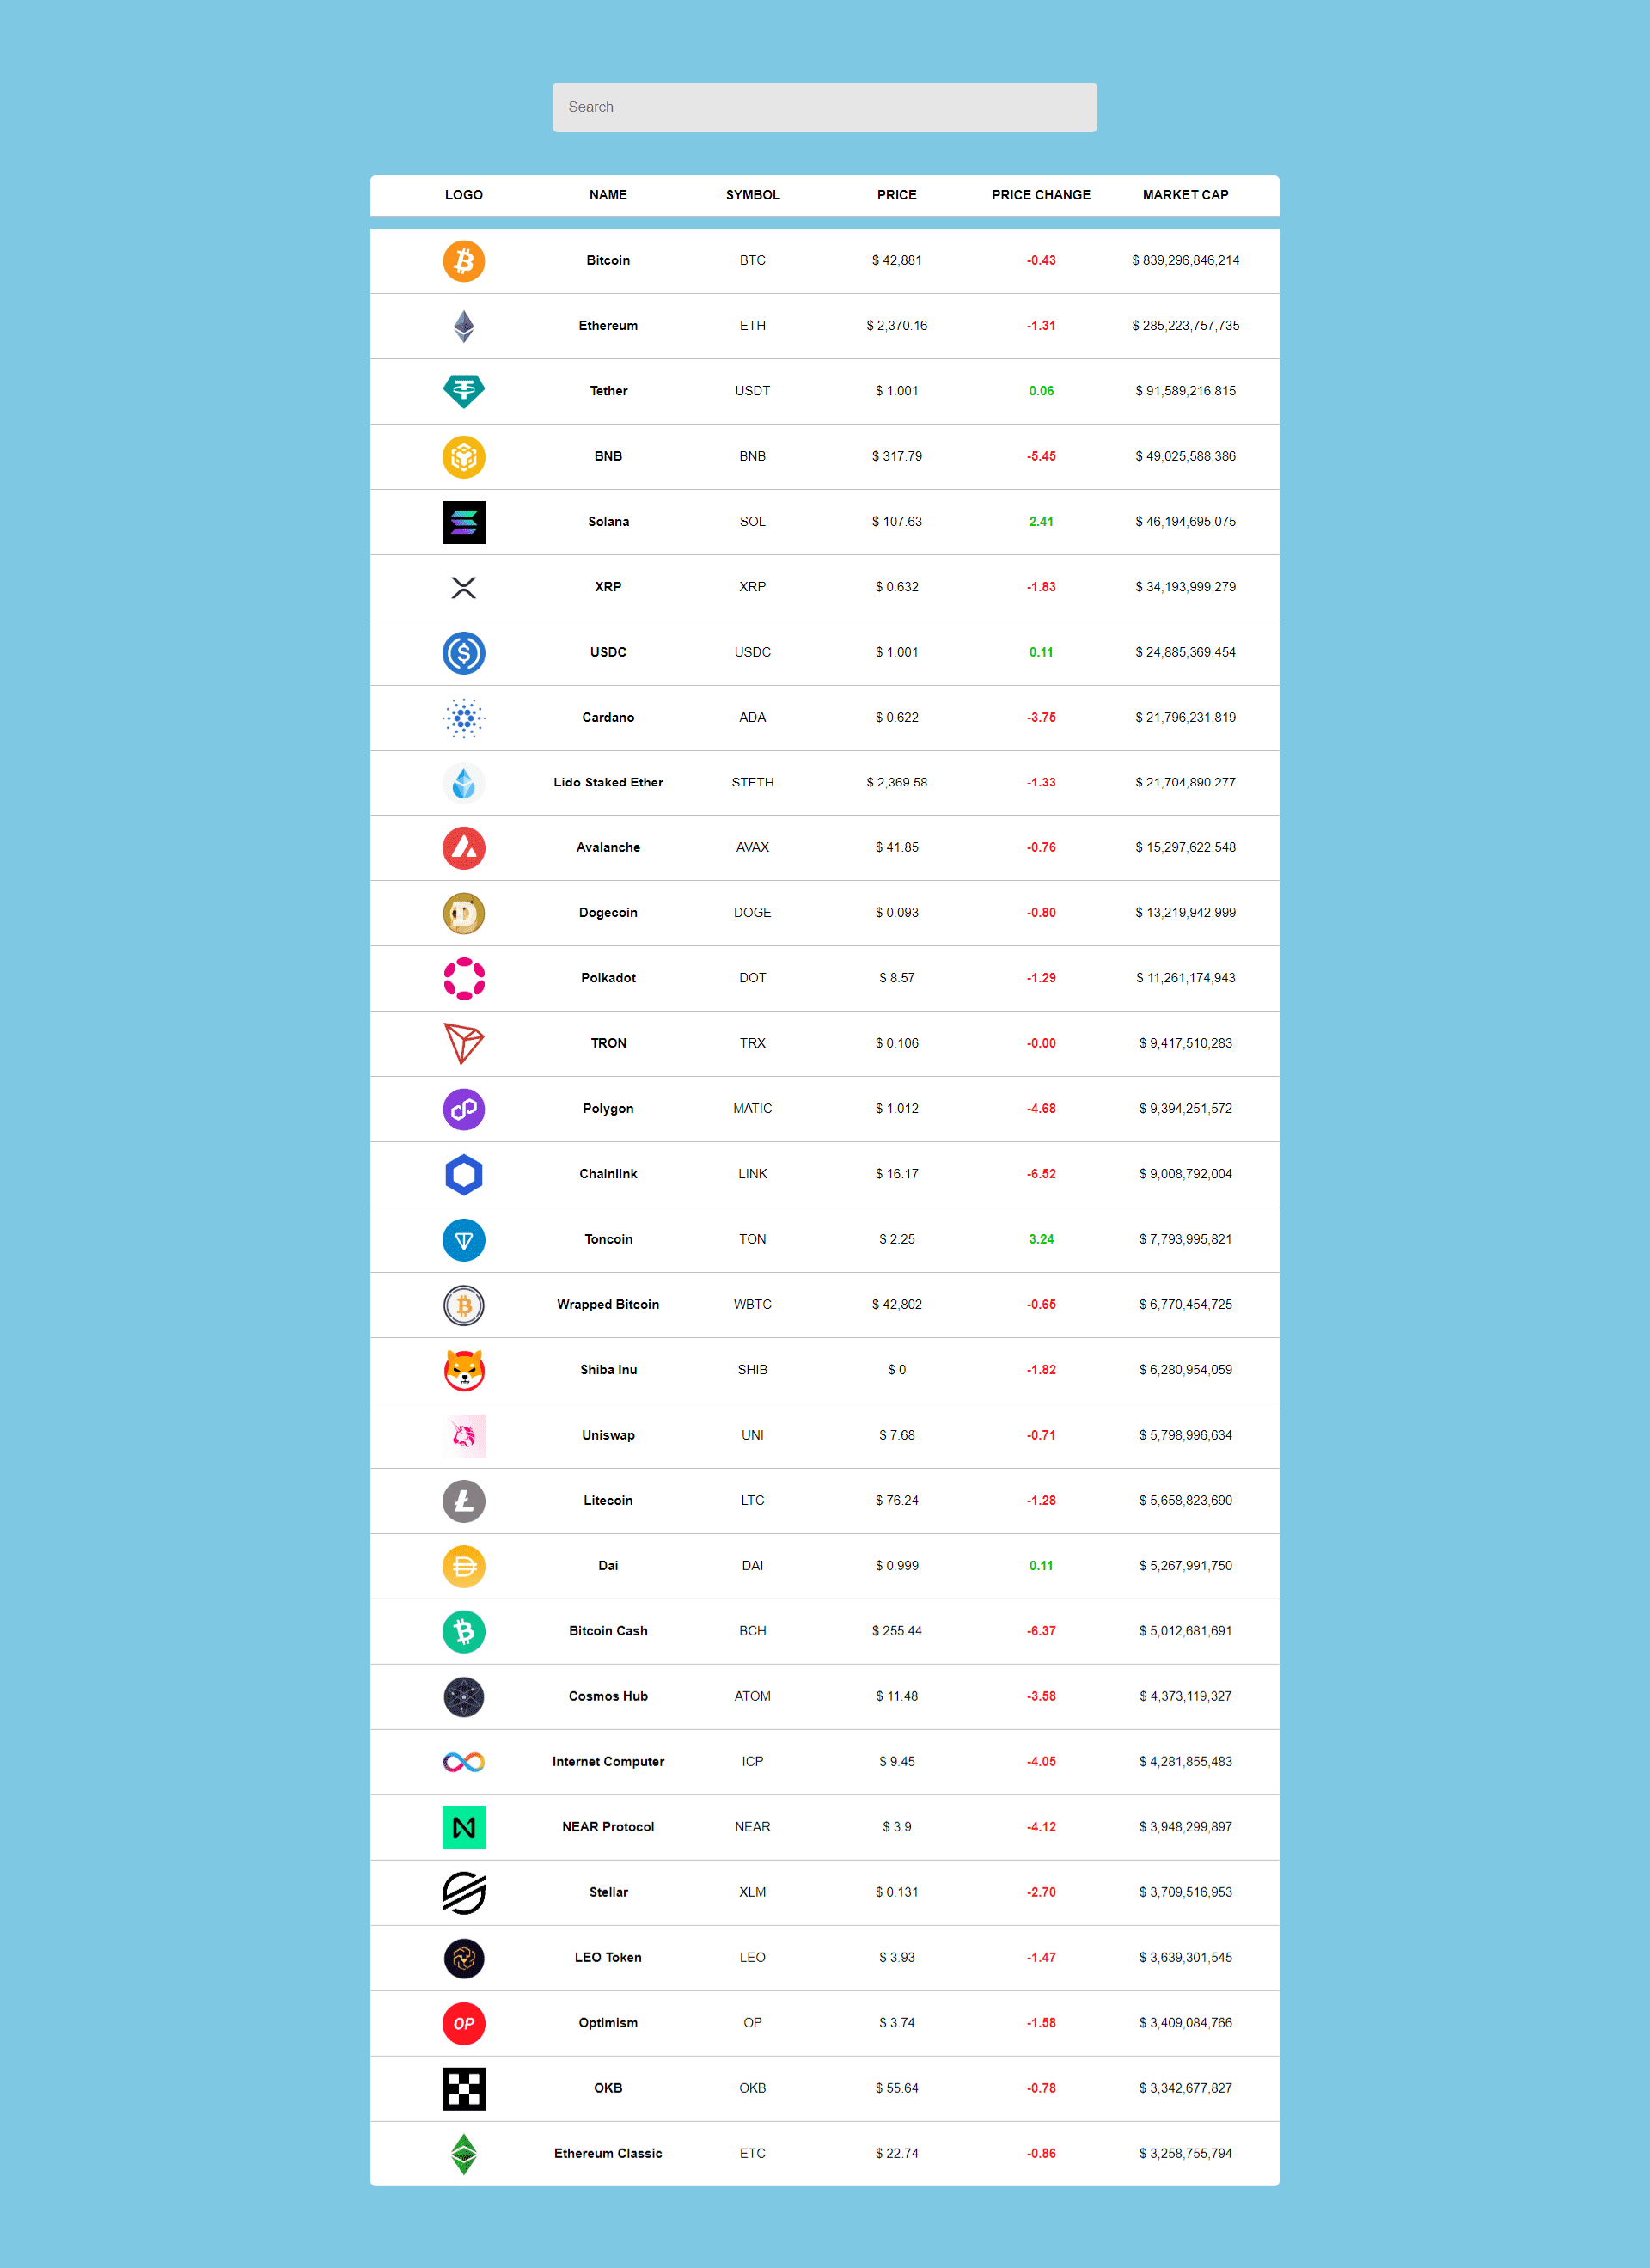 Search
LOGO NAME SYMBOL PRICE PRICE CHANGE MARKET CAP
Bitcoin BTC $ 42,881 -0.43 $ 839,296,846,214
Ethereum ETH $ 2,370.16 -1.31 $ 285,223,757,735
Tether USDT $ 1.001 0.06 $ 91,589,216,815
BNB BNB $ 317.79 -5.45 $ 49,025,588,386
Solana SOL $ 107.63 2.41 $ 46,194,695,075
XRP XRP $ 0.632 -1.83 $ 34,193,999,279
USDC USDC $ 1.001 0.11 $ 24,885,369,454
Cardano ADA $ 0.622 -3.75 $ 21,796,231,819
Lido Staked Ether STETH $ 2,369.58 -1.33 $ 21,704,890,277
Avalanche AVAX $ 41.85 -0.76 $ 15,297,622,548
Dogecoin DOGE $ 0.093 -0.80 $ 13,219,942,999
Polkadot DOT $ 8.57 -1.29 $ 11,261,174,943
TRON TRX $ 0.106 -0.00 $ 9,417,510,283
Polygon MATIC $ 1.012 -4.68 $ 9,394,251,572
Chainlink LINK $ 16.17 -6.52 $ 9,008,792,004
Toncoin TON $ 2.25 3.24 $ 7,793,995,821
Wrapped Bitcoin WBTC $ 42,802 -0.65 $ 6,770,454,725
Shiba Inu SHIB $ 0 -1.82 $ 6,280,954,059
Uniswap UNI $ 7.68 -0.71 $ 5,798,996,634
Litecoin LTC $ 76.24 -1.28 $ 5,658,823,690
Dai DAI $ 0.999 0.11 $ 5,267,991,750
Bitcoin Cash BCH $ 255.44 -6.37 $ 5,012,681,691
Cosmos Hub ATOM $ 11.48 -3.58 $ 4,373,119,327
Internet Computer ICP $ 9.45 -4.05 $ 4,281,855,483
NEAR Protocol NEAR $ 3.9 -4.12 $ 3,948,299,897
Stellar XLM $ 0.131 -2.70 $ 3,709,516,953
LEO Token LEO $ 3.93 -1.47 $ 3,639,301,545
OP Optimism OP $ 3.74 -1.58 $ 3,409,084,766
OKB OKB $ 55.64 -0.78 $ 3,342,677,827
Ethereum Classic ETC $ 22.74 -0.86 $ 3,258,755,794